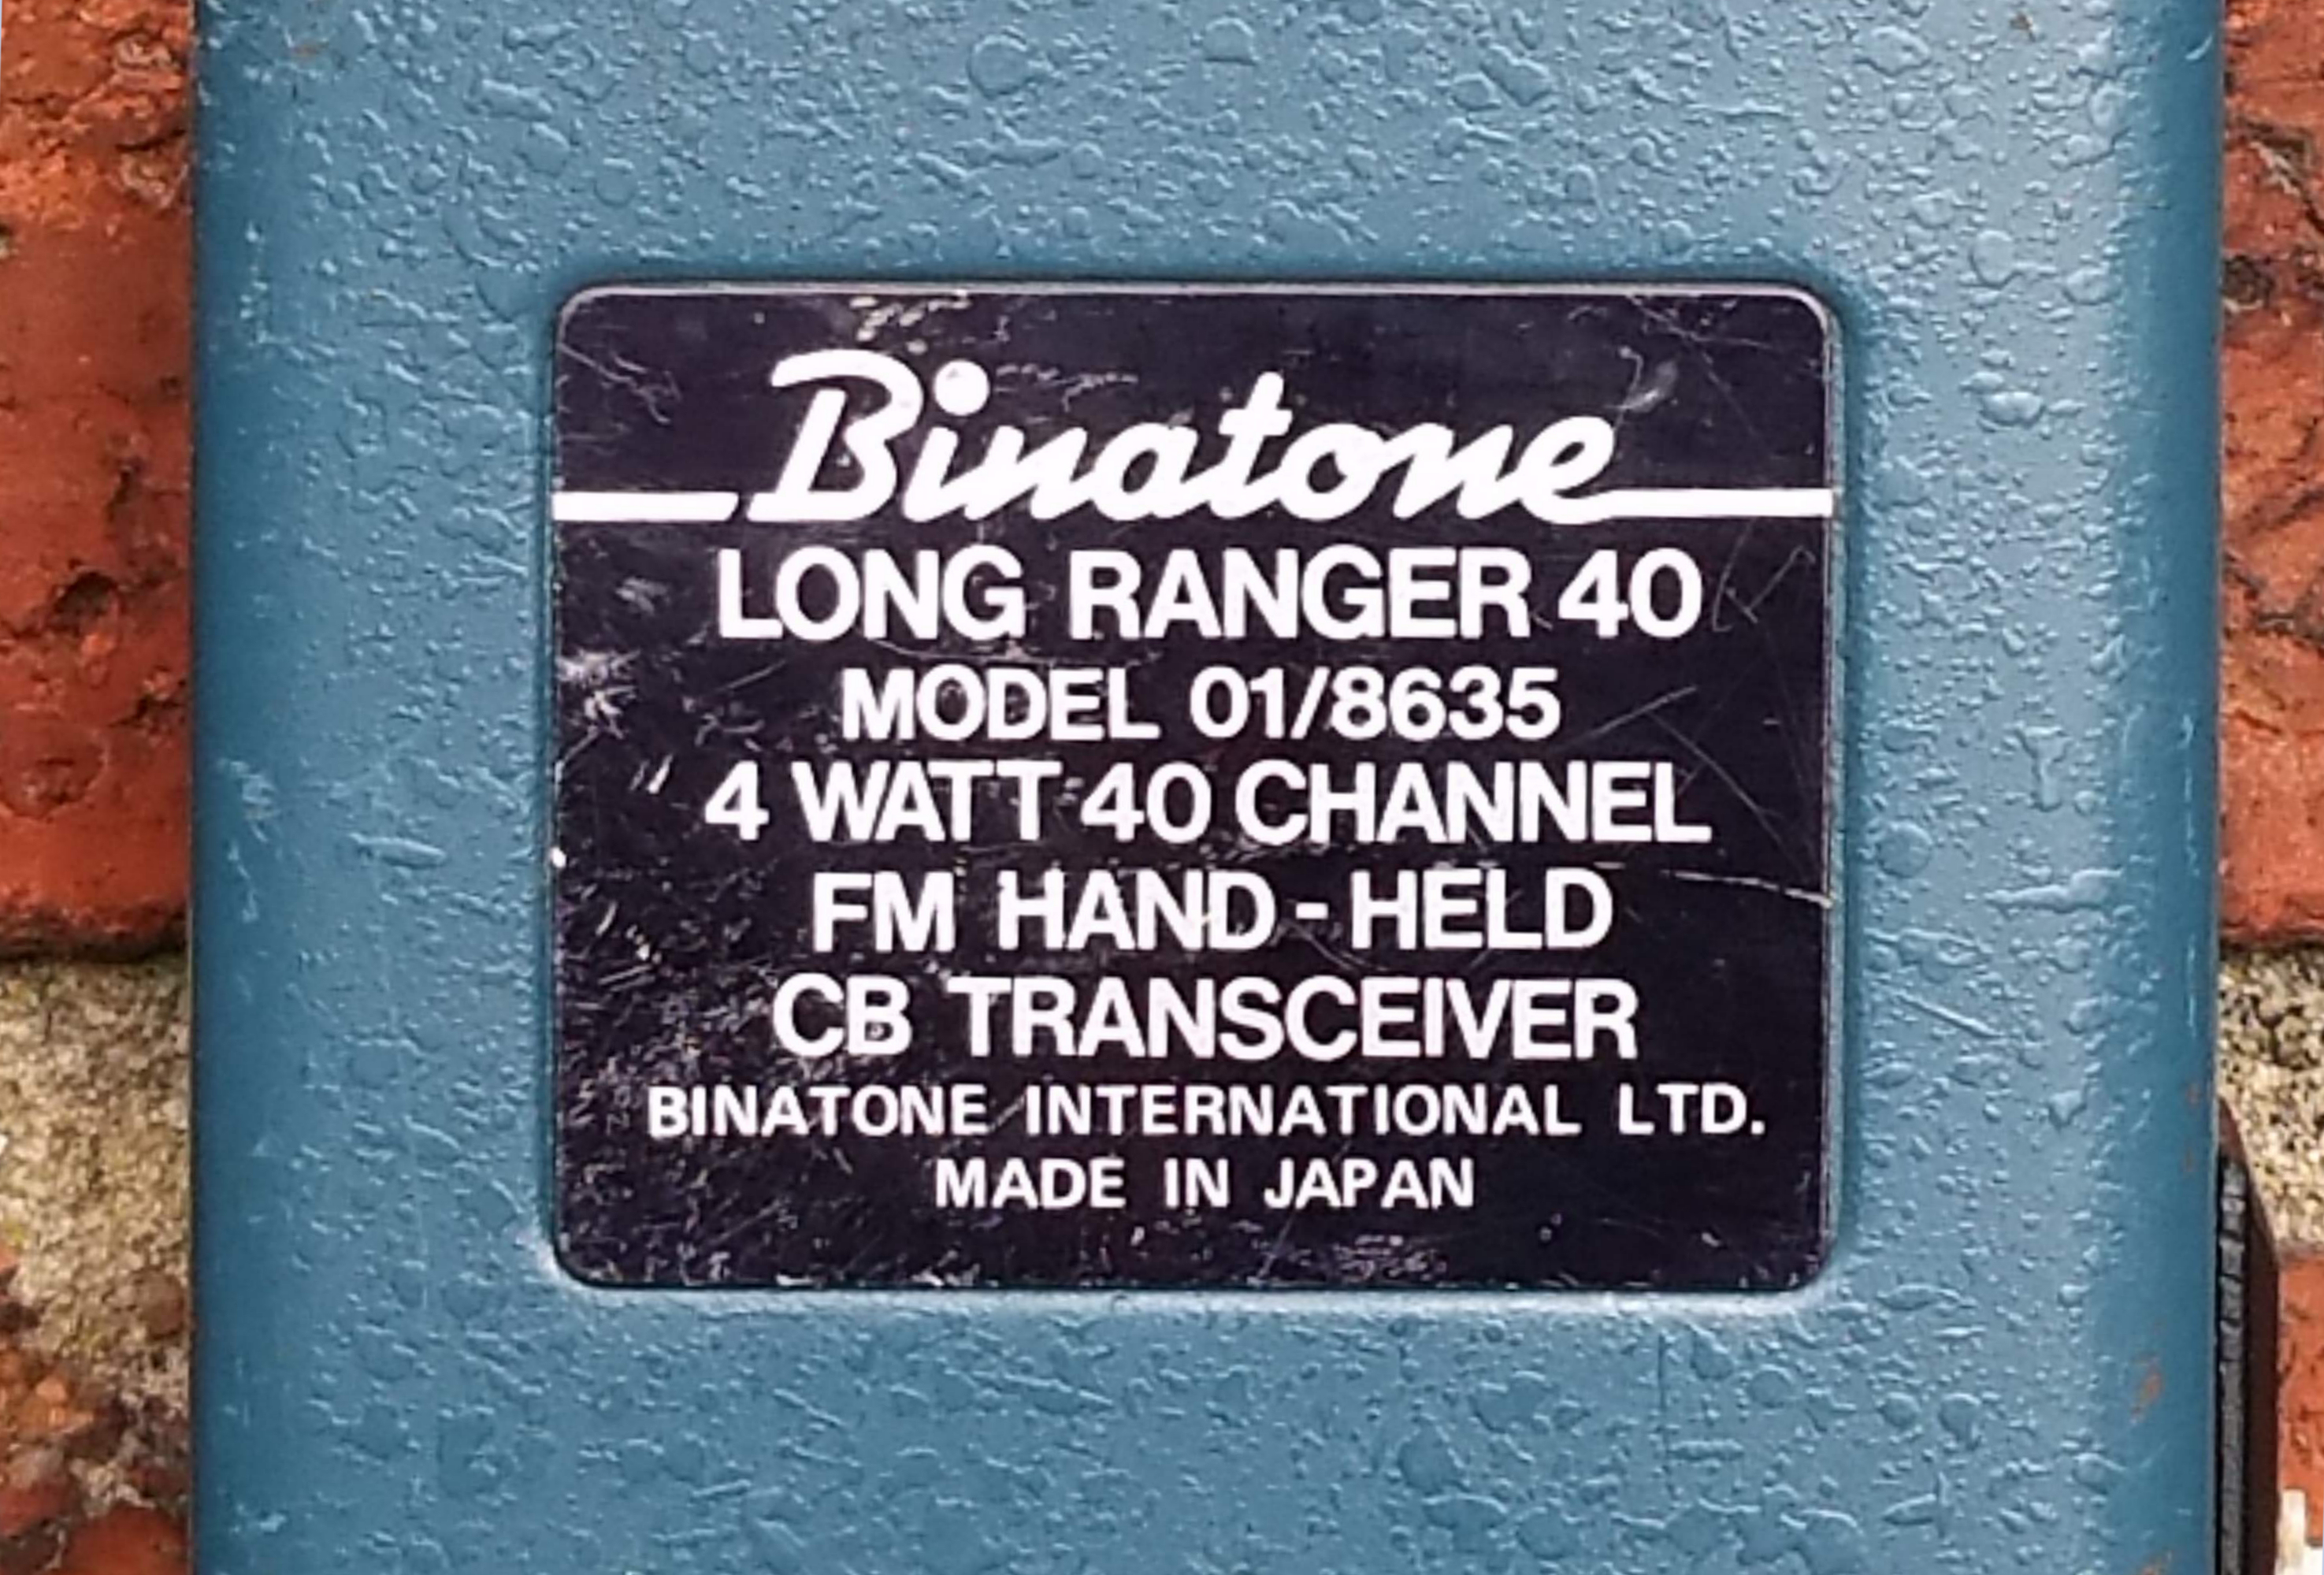 Binatone
LONG RANGER 40
MODEL 01/8635
4 WATT 40 CHANNEL
FM HAND-HELD
CB TRANSCEIVER
BINATONE INTERNATIONAL LTD.
MADE IN JAPAN